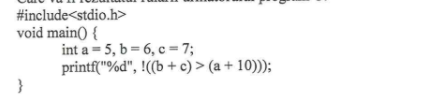 #include<stdio.h>
void main() {
int a = 5, b = 6, c = 7;
printf("%d", !((b + c) > (a + 10)));
}